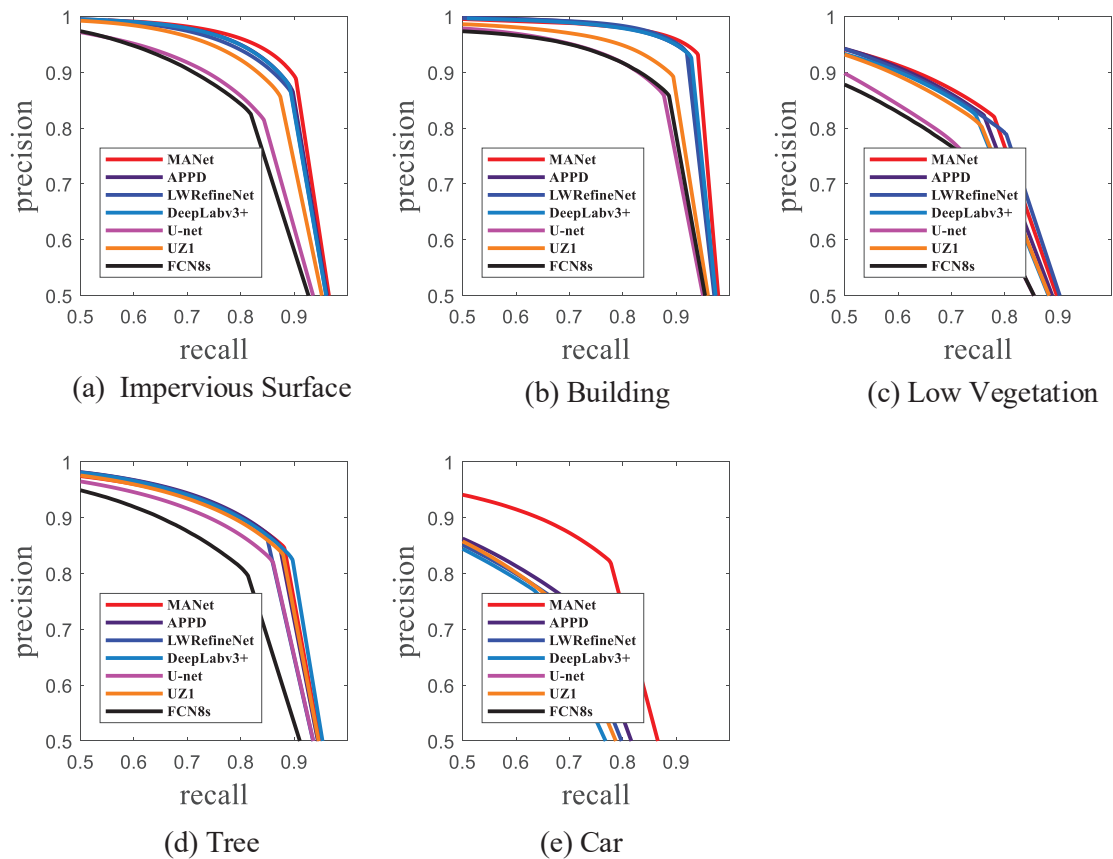 1
0.9
0.8
0.7
0.6
0.5
precision
MANet
APPD
LWRefineNet
DeepLabv3+
U-net
UZ1
FCN8s
0.5 0.6 0.7 0.8 0.9
recall
(a) Impervious Surface
1
0.9
0.8
0.7
0.6
0.5
precision
MANet
APPD
LWRefineNet
DeepLabv3+
U-net
UZ1
FCN8s
0.5 0.6 0.7 0.8 0.9
recall
(b) Building
1
0.9
0.8
0.7
0.6
0.5
precision
MANet
APPD
LWRefineNet
DeepLabv3+
U-net
UZ1
FCN8s
0.5 0.6 0.7 0.8 0.9
recall
(c) Low Vegetation
1
0.9
0.8
0.7
0.6
0.5
precision
MANet
APPD
LWRefineNet
DeepLabv3+
U-net
UZ1
FCN8s
0.5 0.6 0.7 0.8 0.9
recall
(d) Tree
1
0.9
0.8
0.7
0.6
0.5
precision
MANet
APPD
LWRefineNet
DeepLabv3+
U-net
UZ1
FCN8s
0.5 0.6 0.7 0.8 0.9
recall
(e) Car